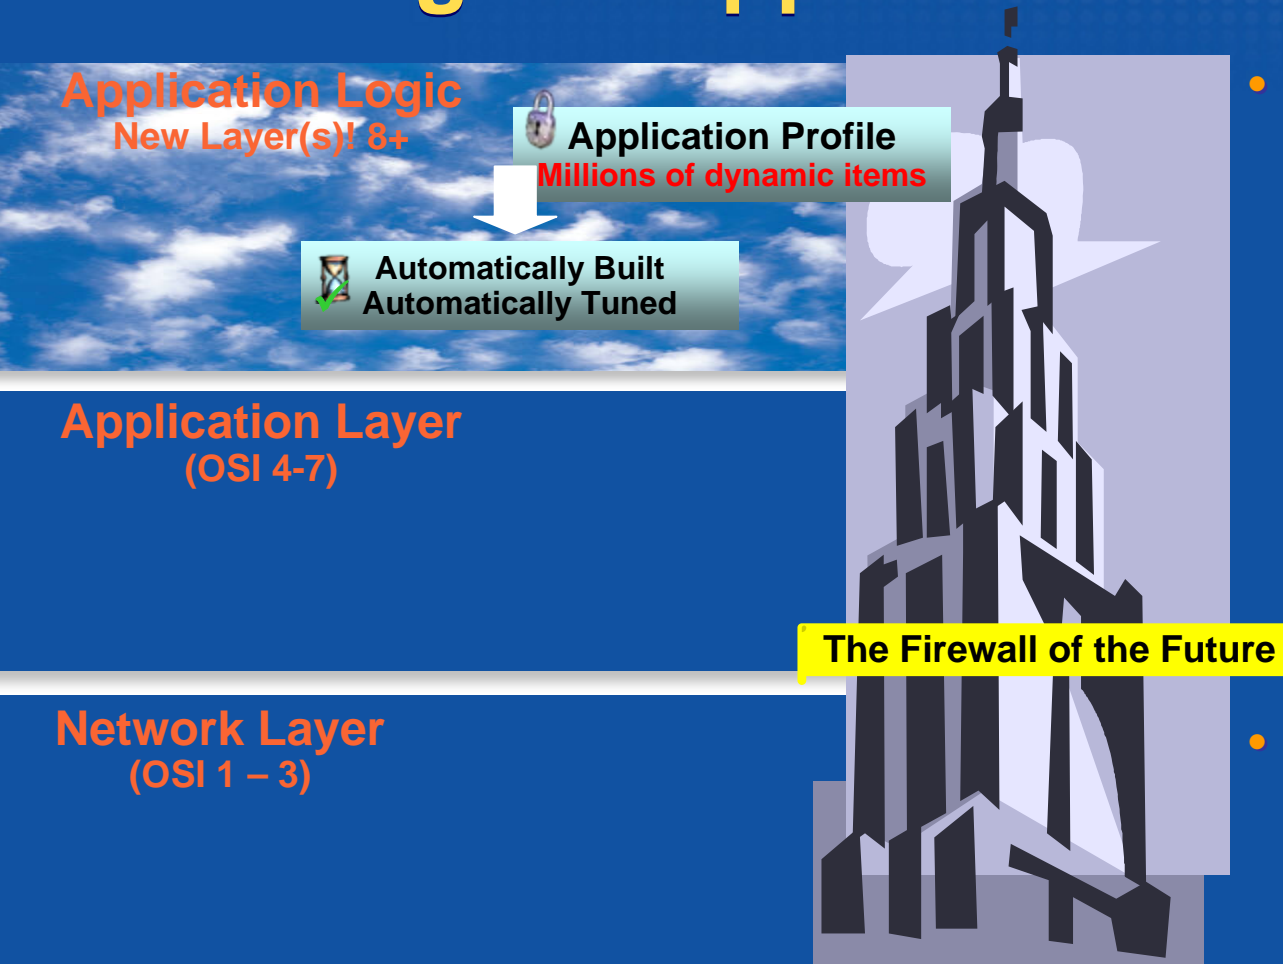 Application Logic
New Layer(s)! 8+
Application Profile
Millions of dynamic items
Automatically Built
Automatically Tuned
Application Layer
(OSI 4-7)
The Firewall of the Future
Network Layer
(OSI 1 – 3)